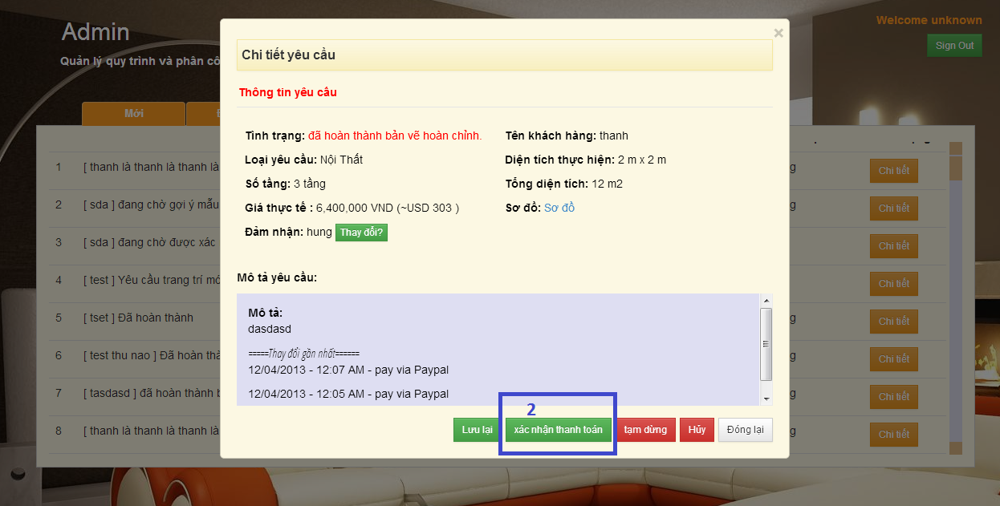 Admin
Welcome unknown
Sign Out
Quản lý quy trình và phân cô
Mới
Chi tiết yêu cầu
×
Thông tin yêu cầu
Tình trạng: đã hoàn thành bản vẽ hoàn chỉnh.
Tên khách hàng: thanh
Loại yêu cầu: Nội Thất
Diện tích thực hiện: 2 m x 2 m
Số tầng: 3 tầng
Tổng diện tích: 12 m2
Giá thực tế : 6,400,000 VND (~USD 303 )
Sơ đồ: Sơ đồ
Đảm nhận: hung Thay đổi?
Mô tả yêu cầu:
Mô tả:
dasdasd
=====Thay đổi gần nhất======
12/04/2013 - 12:07 AM - pay via Paypal
12/04/2013 - 12:05 AM - pay via Paypal
2
Lưu lại xác nhận thanh toán tạm dừng Hủy Đóng lại
1 [ thanh là thanh là thanh là g Chi tiết
2 [ sda ] đang chờ gợi ý mẫu g Chi tiết
3 [ sda ] đang chờ được xác Chi tiết
4 [ test ] Yêu cầu trang trí mớ Chi tiết
5 [ tset ] Đã hoàn thành g Chi tiết
6 [ test thu nao ] Đã hoàn thà g Chi tiết
7 [ tasdasd ] đã hoàn thành b g Chi tiết
8 [ thanh là thanh là thanh là g Chi tiết